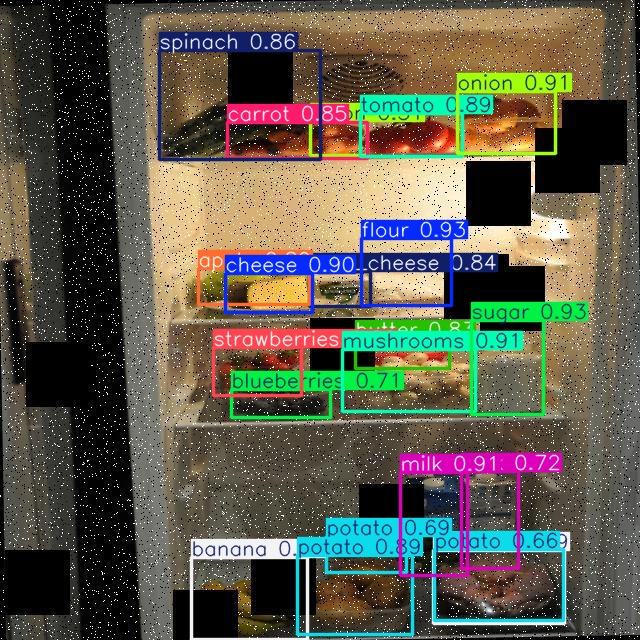 spinach 0.86
onion 0.91
tomato 0.89
carrot 0.85
flour 0.93
cheese 0.90
cheese 0.84
sugar 0.93
strawberries
mushrooms 0.91
blueberries 0.71
milk 0.91
0.72
potato 0.69
banana 0.
potato 0.89
potato 0.66